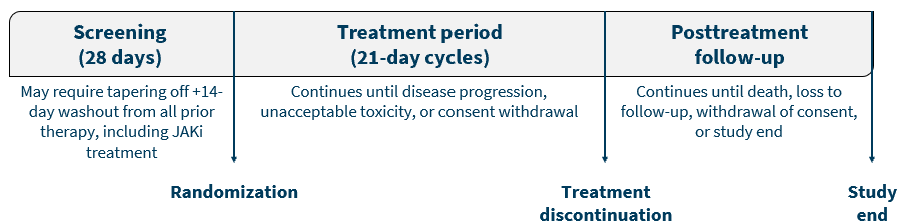 Screening
(28 days)
Treatment period
(21-day cycles)
Posttreatment
follow-up
May require tapering off +14-
day washout from all prior
therapy, including JAKi
treatment
Continues until disease progression,
unacceptable toxicity, or consent withdrawal
Continues until death, loss to
follow-up, withdrawal of consent,
or study end
Randomization
Treatment
discontinuation
Study
end